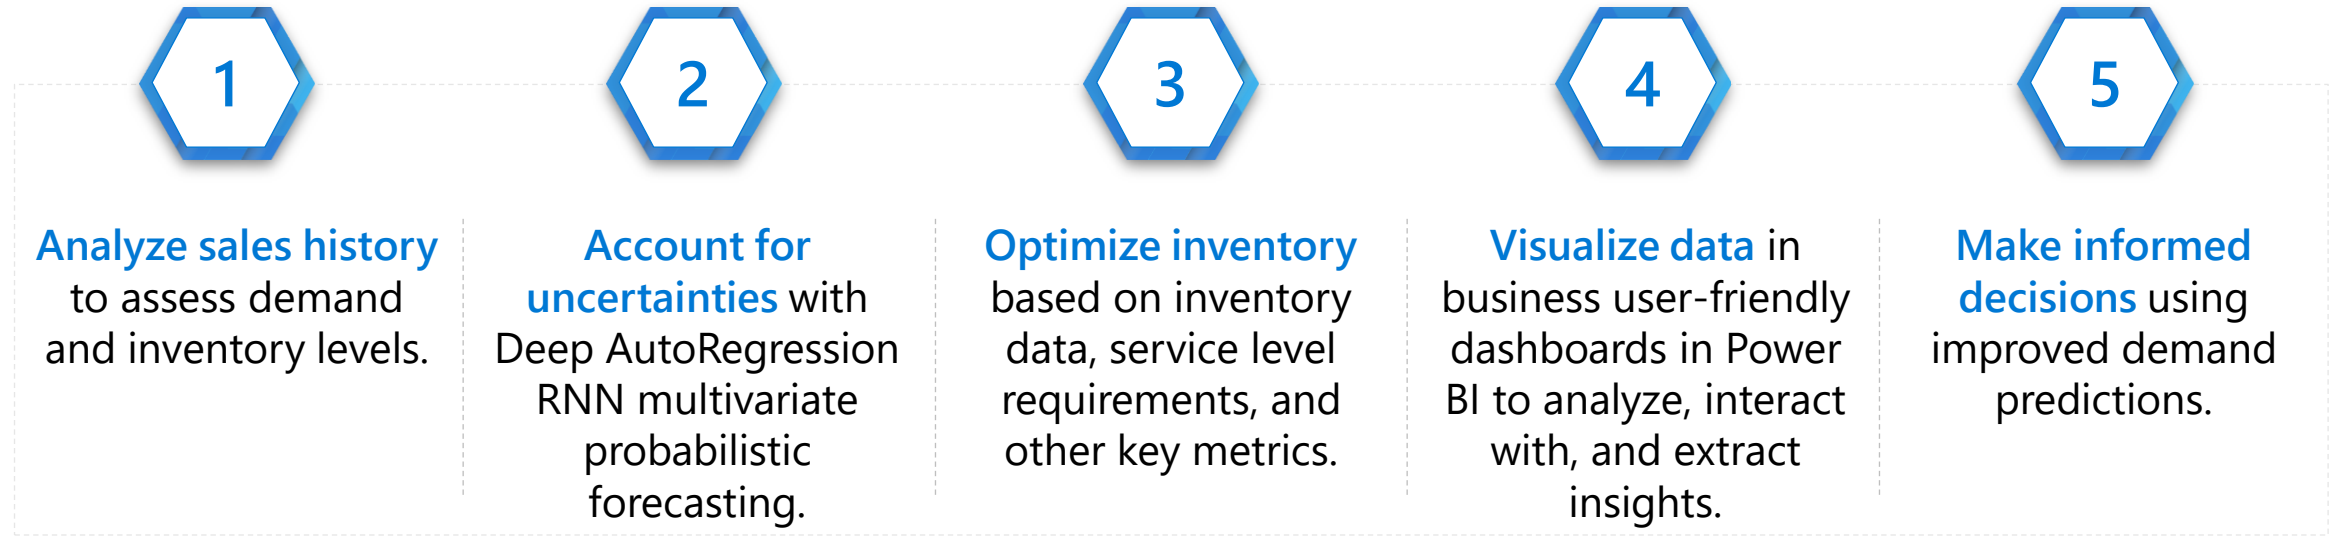 1
Analyze sales history
to assess demand
and inventory levels.
2
Account for
uncertainties with
Deep AutoRegression
RNN multivariate
probabilistic
forecasting.
3
Optimize inventory
based on inventory
data, service level
requirements, and
other key metrics.
4
Visualize data in
business user-friendly
dashboards in Power
BI to analyze, interact
with, and extract
insights.
5
Make informed
decisions using
improved demand
predictions.